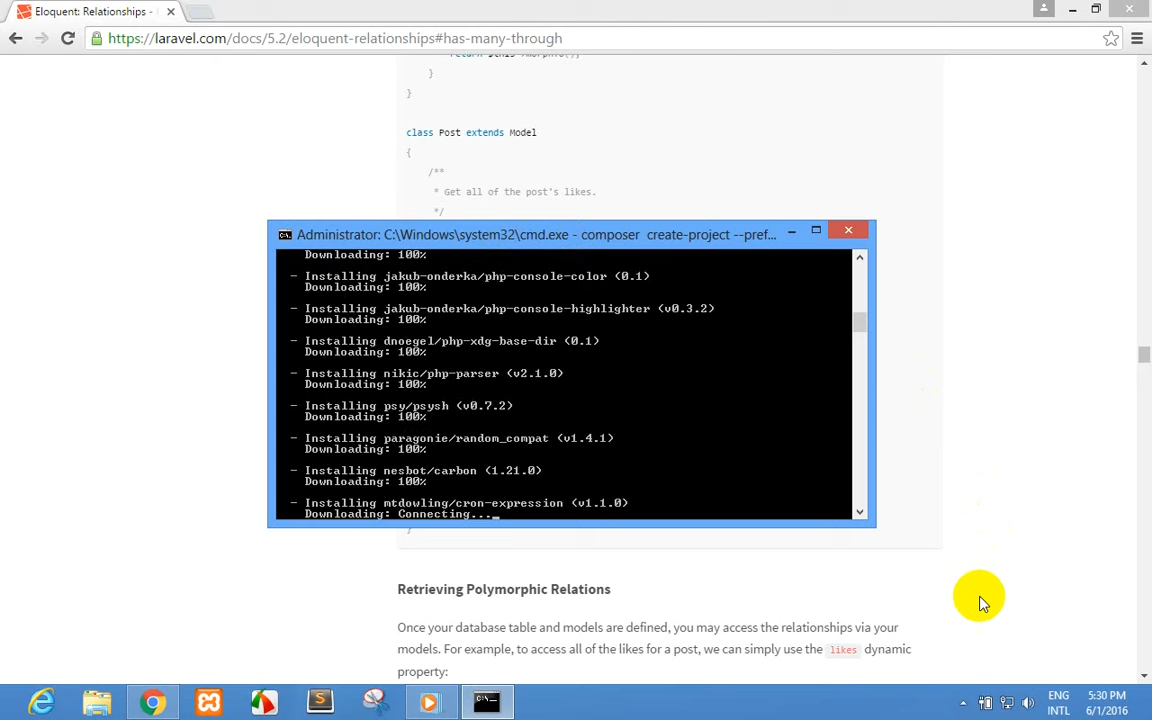 Eloquent: Relationships -
https://laravel.com/docs/5.2/eloquent-relationships#has-many-through
}
}
class Post extends Model
{
/**
* Get all of the post's likes.
*/
Administrator: C:\Windows\system32\cmd.exe - composer  create-project --pref...
Downloading: 100%
- Installing jakub-onderka/php-console-color (0.1)
Downloading: 100%
- Installing jakub-onderka/php-console-highlighter (v0.3.2)
Downloading: 100%
- Installing dnoegel/php-xdg-base-dir (0.1)
Downloading: 100%
- Installing nikic/php-parser (v2.1.0)
Downloading: 100%
- Installing psy/psysh (v0.7.2)
Downloading: 100%
- Installing paragonie/random_compat (v1.4.1)
Downloading: 100%
- Installing nesbot/carbon (1.21.0)
Downloading: 100%
- Installing mtdowling/cron-expression (v1.1.0)
Downloading: Connecting..._
}
Retrieving Polymorphic Relations
Once your database table and models are defined, you may access the relationships via your
models. For example, to access all of the likes for a post, we can simply use the likes dynamic
property:
ENG 5:30 PM
INTL 6/1/2016